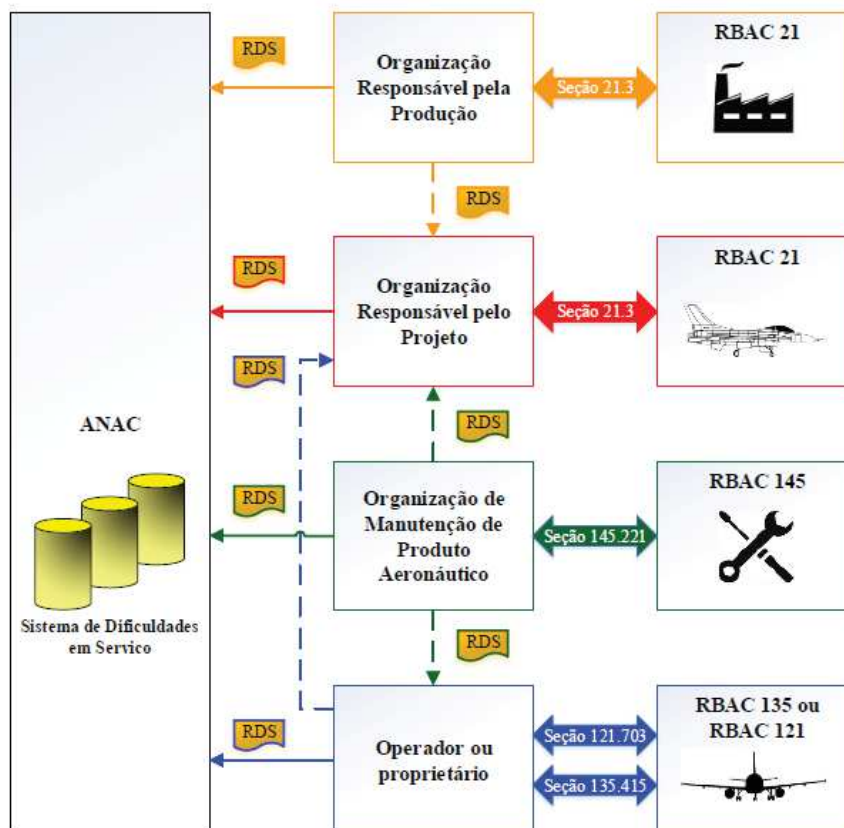 RDS
Organização
Responsável pela
Produção
Seção 21.3
RBAC 21
RDS
RDS
Organização
Responsável pelo
Projeto
Seção 21.3
RBAC 21
RDS
ANAC
Sistema de Dificuldades
em Servico
RDS
RDS
Organização de
Manutenção de
Produto
Aeronáutico
Seção 145.221
RBAC 145
RDS
RDS
Operador ou
proprietário
Seção 121.703
Seção 135.415
RBAC 135 ou
RBAC 121